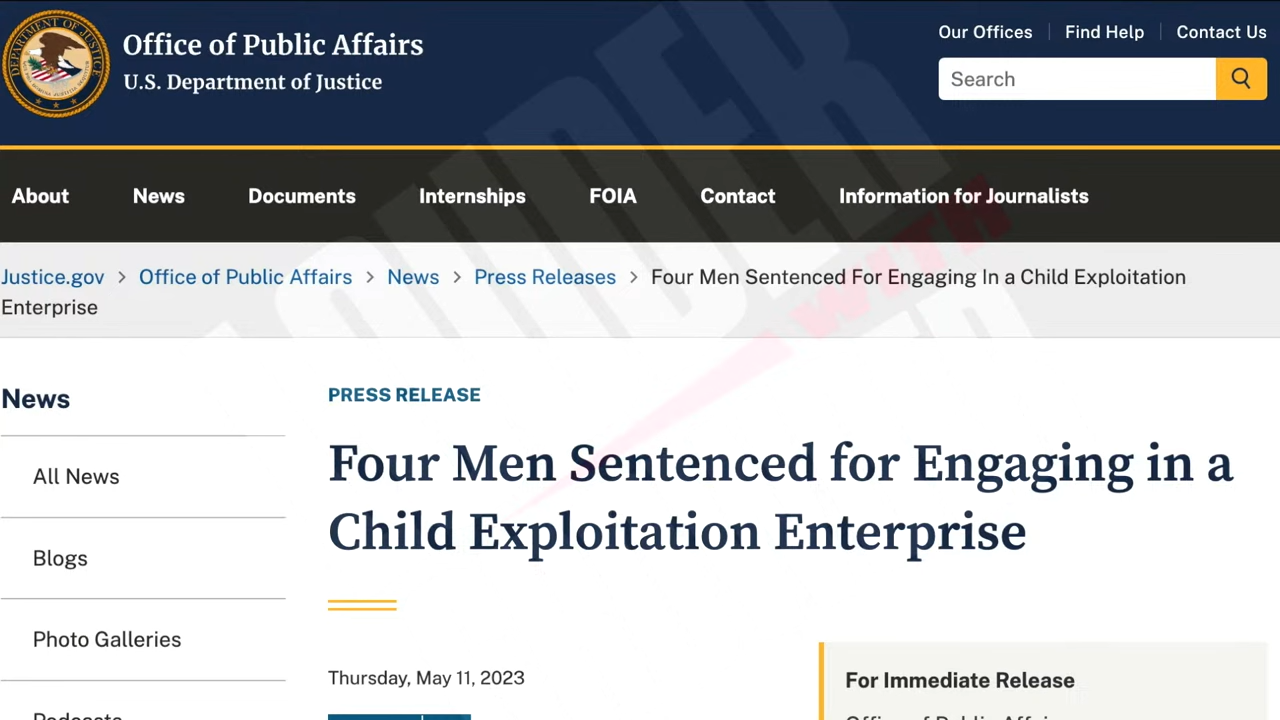 Office of Public Affairs
U.S. Department of Justice
Our Offices
Find Help
Contact Us
Search
About
News
Documents
Internships
FOIA
Contact
Information for Journalists
Justice.gov > Office of Public Affairs > News > Press Releases > Four Men Sentenced For Engaging In a Child Exploitation
Enterprise
News
All News
Blogs
Photo Galleries
PRESS RELEASE
Four Men Sentenced for Engaging in a
Child Exploitation Enterprise
Thursday, May 11, 2023
For Immediate Release
Office of Public Affairs
Podcasts
WITH